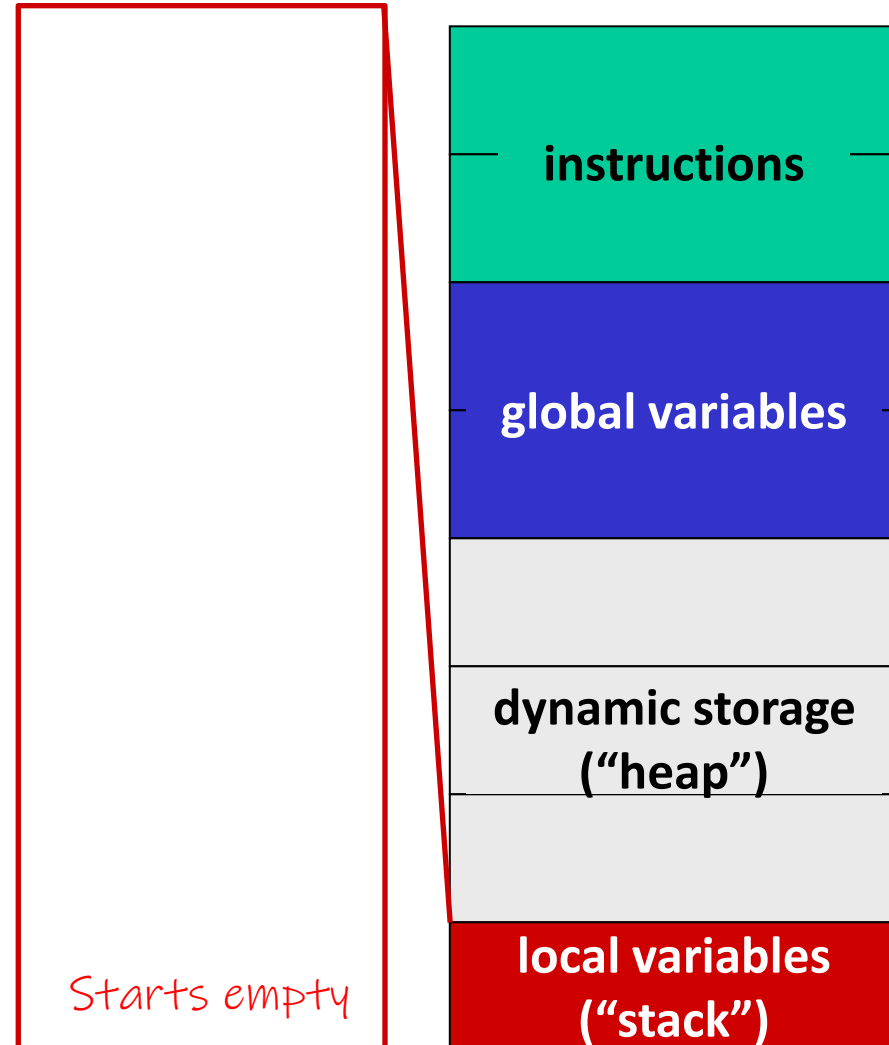 instructions
global variables
dynamic storage
(“heap”)
local variables
(“stack”)
Starts empty